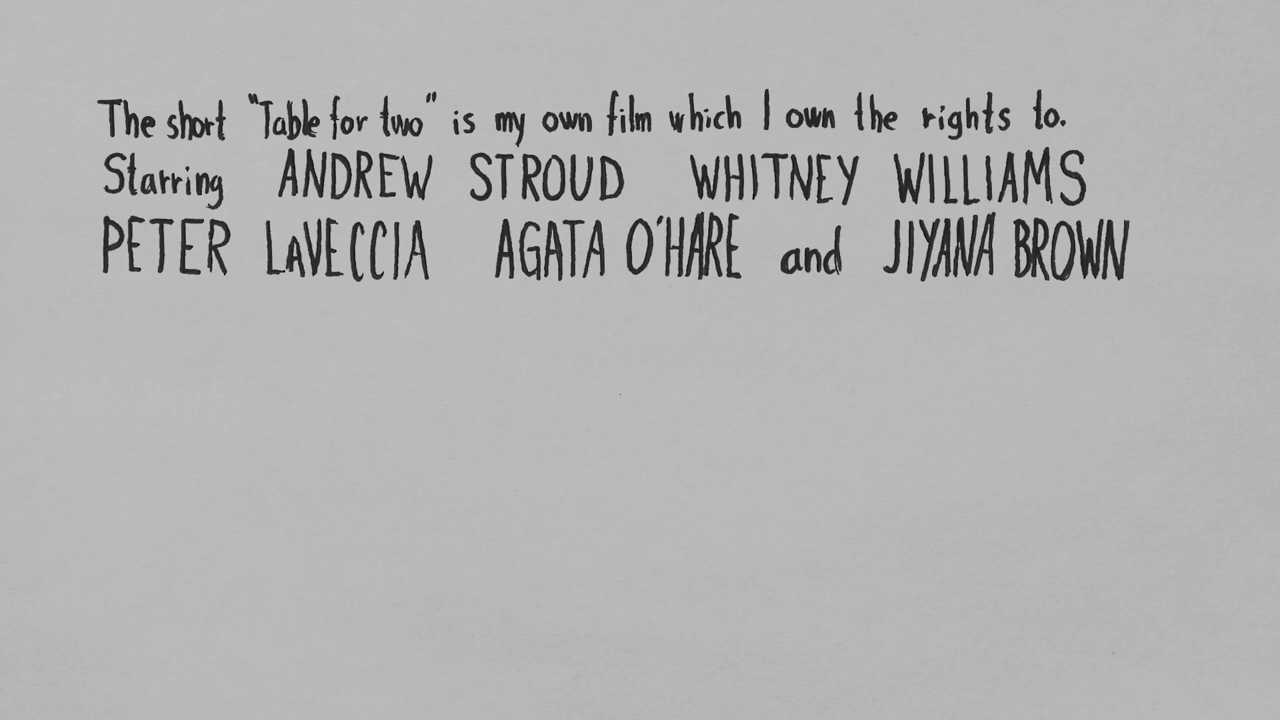 The short "Table for two" is my own film which I own the rights to.
Starring ANDREW STROUD WHITNEY WILLIAMS
PETER LaVECCIA AGATA O'HARE and JIYANA BROWN